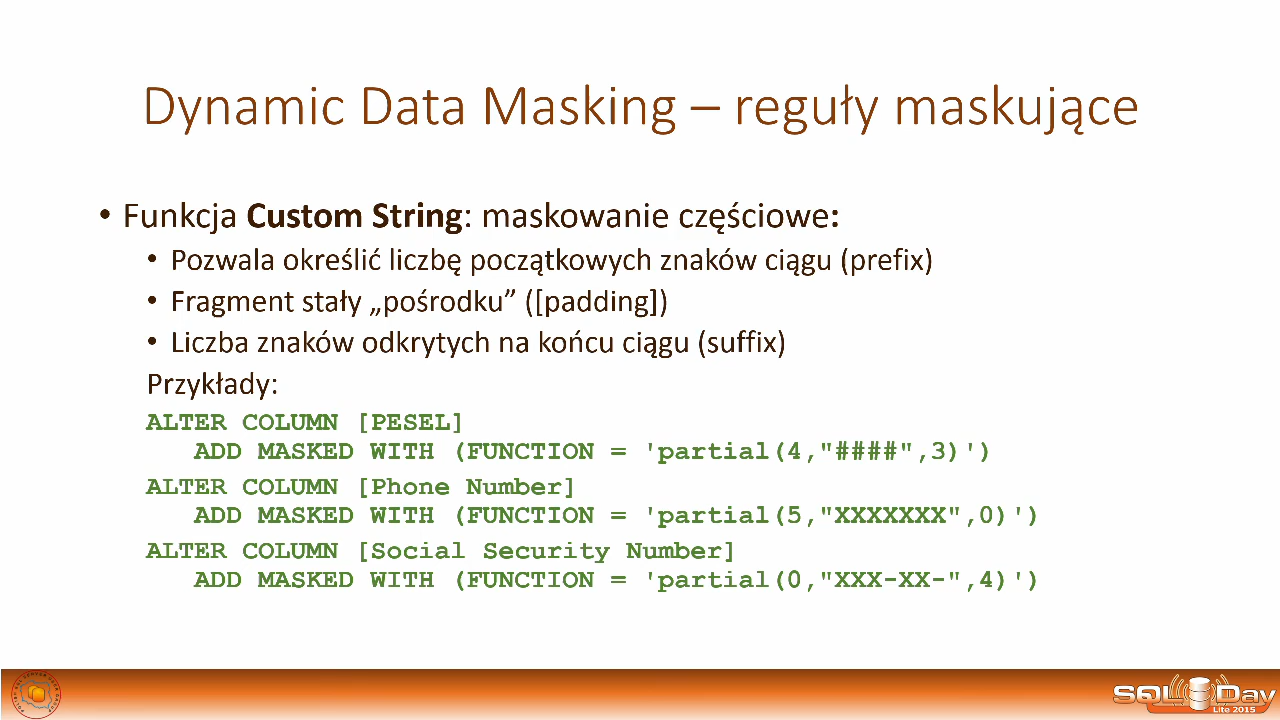 Dynamic Data Masking – reguły maskujące
• Funkcja Custom String: maskowanie częściowe:
• Pozwala określić liczbę początkowych znaków ciągu (prefix)
• Fragment stały „pośrodku” ([padding])
• Liczba znaków odkrytych na końcu ciągu (suffix)
Przykłady:
ALTER COLUMN [PESEL]
ADD MASKED WITH (FUNCTION = 'partial(4,"####",3)')
ALTER COLUMN [Phone Number]
ADD MASKED WITH (FUNCTION = 'partial(5,"XXXXXXX",0)')
ALTER COLUMN [Social Security Number]
ADD MASKED WITH (FUNCTION = 'partial(0,"XXX-XX-",4)')
SQL Day
Lite 2015